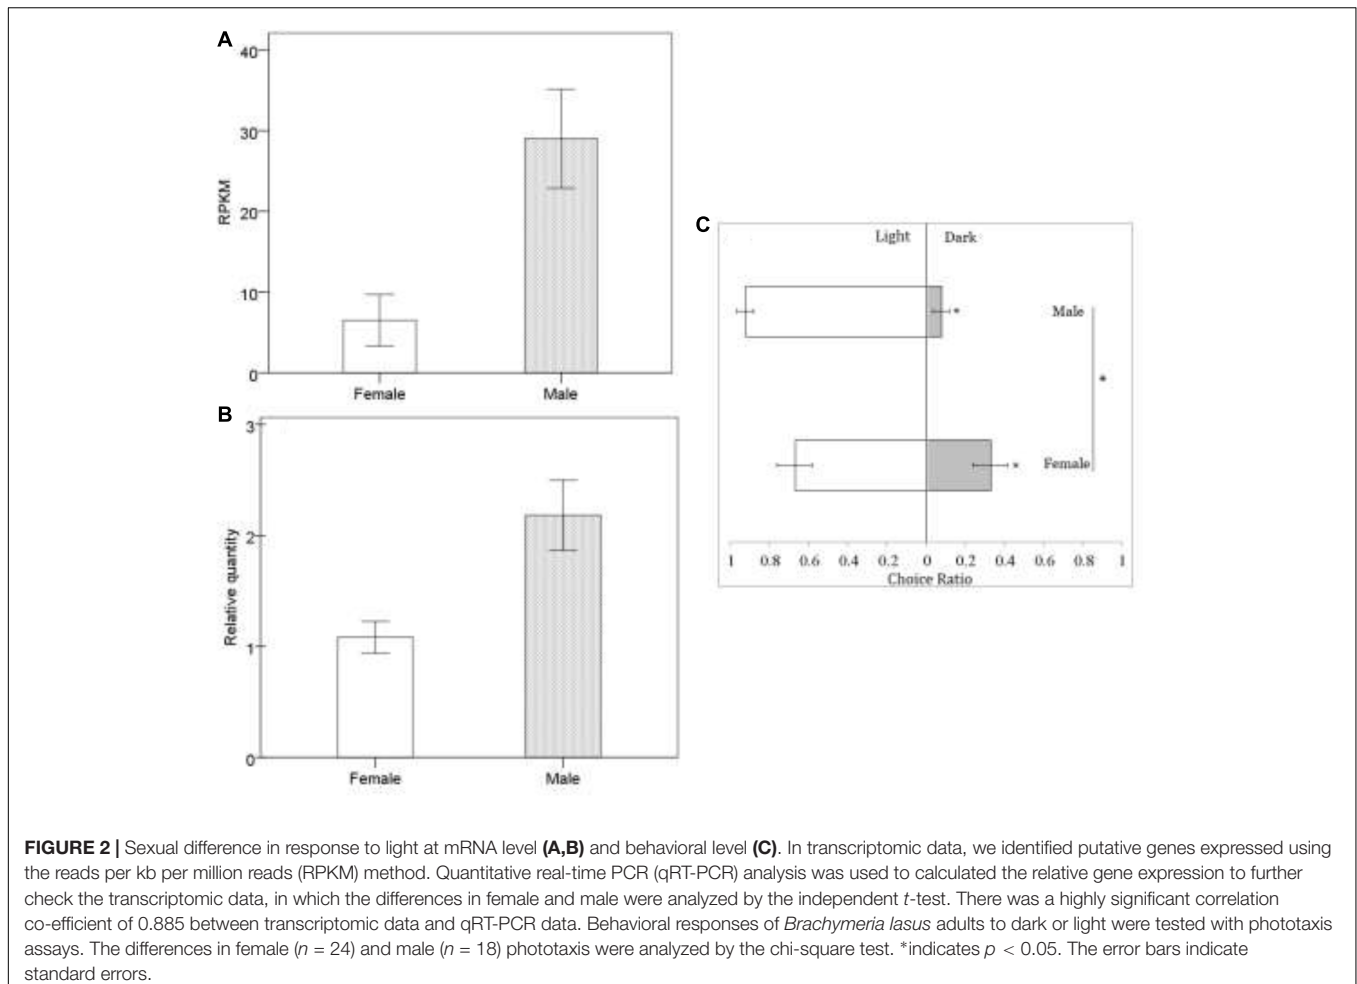 A
40
30
20
10
0
RPKM
Female Male
B
3
2
1
0
Relative quantity
Female Male
C
Light Dark
*
Male
*
*
Female
1 0.8 0.6 0.4 0.2 0 0.2 0.4 0.6 0.8 1
Choice Ratio
FIGURE 2 | Sexual difference in response to light at mRNA level (A,B) and behavioral level (C). In transcriptomic data, we identified putative genes expressed using
the reads per kb per million reads (RPKM) method. Quantitative real-time PCR (qRT-PCR) analysis was used to calculated the relative gene expression to further
check the transcriptomic data, in which the differences in female and male were analyzed by the independent t-test. There was a highly significant correlation
co-efficient of 0.885 between transcriptomic data and qRT-PCR data. Behavioral responses of Brachymeria lasus adults to dark or light were tested with phototaxis
assays. The differences in female (n = 24) and male (n = 18) phototaxis were analyzed by the chi-square test. *indicates p < 0.05. The error bars indicate
standard errors.